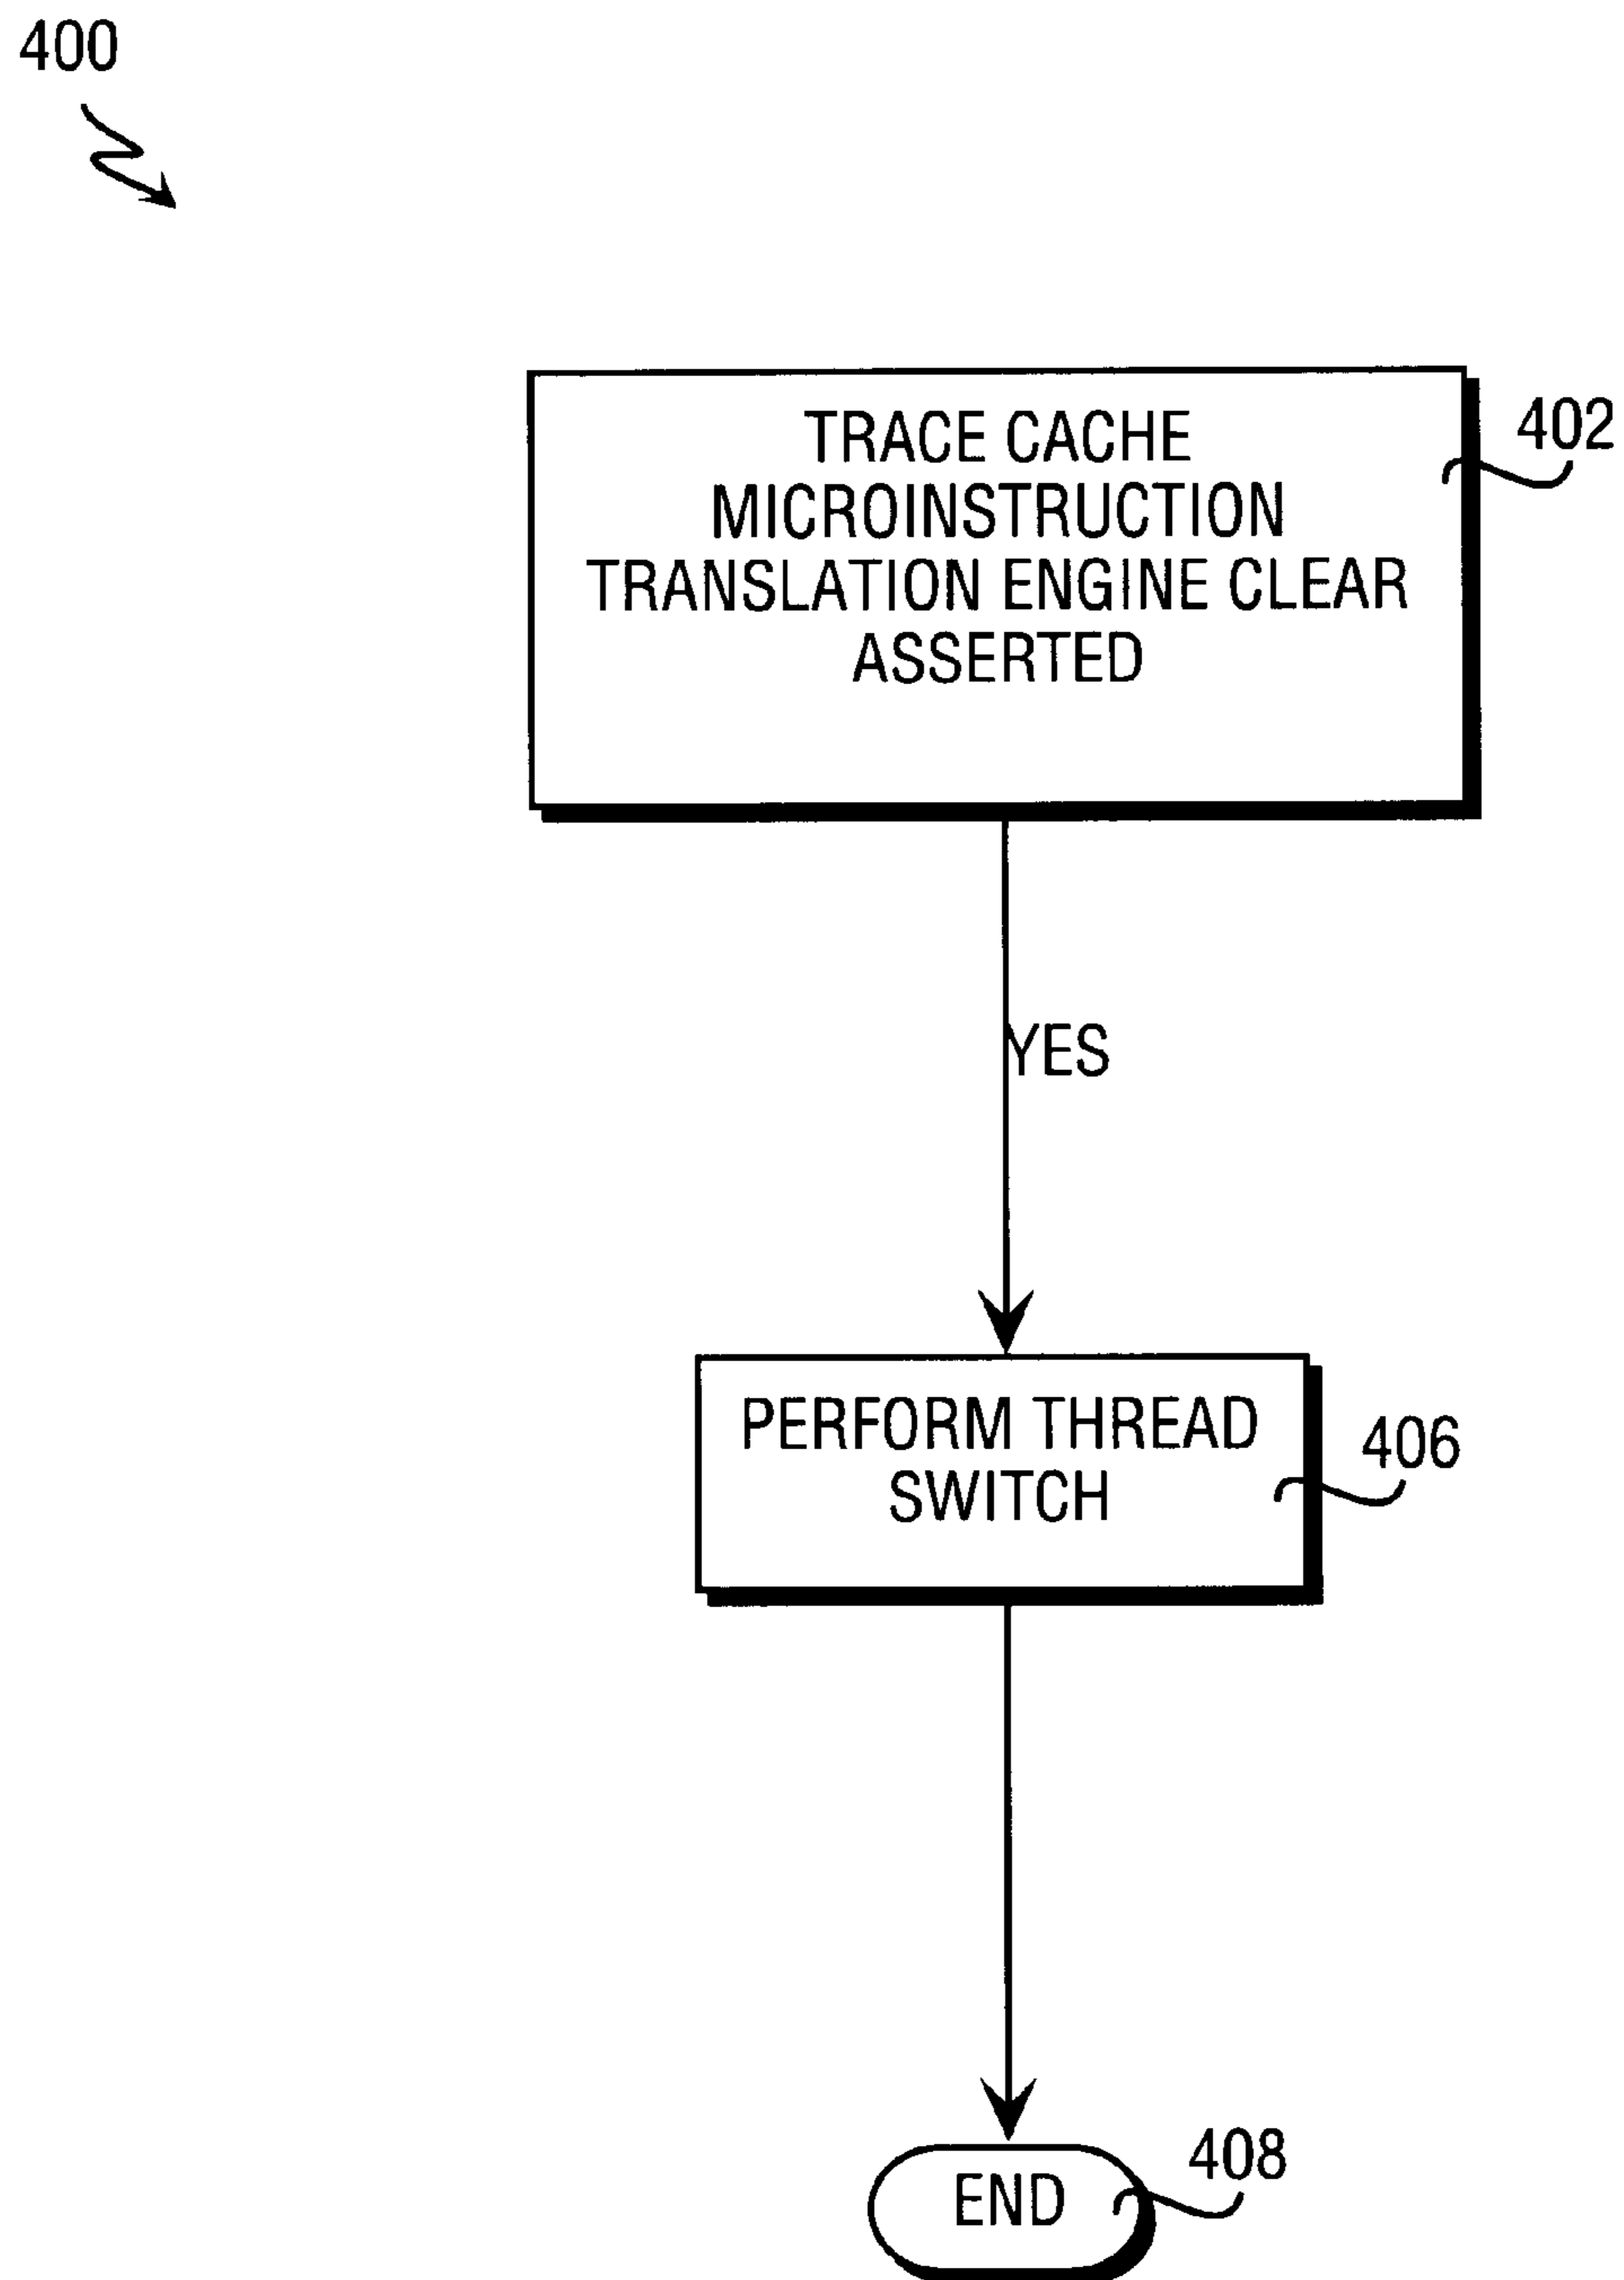 400
TRACE CACHE
MICROINSTRUCTION
TRANSLATION ENGINE CLEAR
ASSERTED
402
YES
PERFORM THREAD
SWITCH
406
END
408